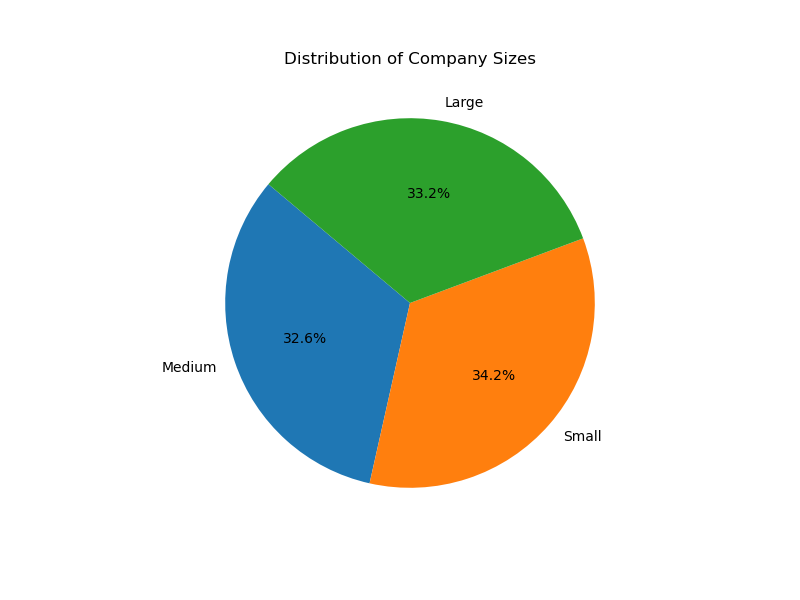 Distribution of Company Sizes
Large
33.2%
32.6%
Medium
34.2%
Small